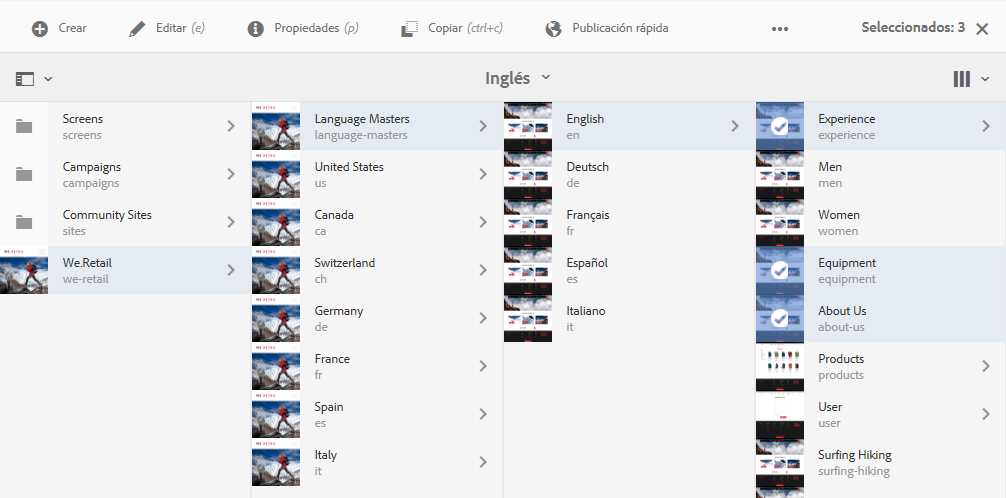 Crear
Editar (e)
Propiedades (p)
Copiar (ctrl+c)
Publicación rápida
Seleccionados: 3
Inglés
Screens
screens
Campaigns
campaigns
Community Sites
sites
We.Retail
we-retail
Language Masters
language-masters
United States
us
Canada
ca
Switzerland
ch
Germany
de
France
fr
Spain
es
Italy
it
English
en
Deutsch
de
Français
fr
Español
es
Italiano
it
Experience
experience
Men
men
Women
women
Equipment
equipment
About Us
about-us
Products
products
User
user
Surfing Hiking
surfing-hiking